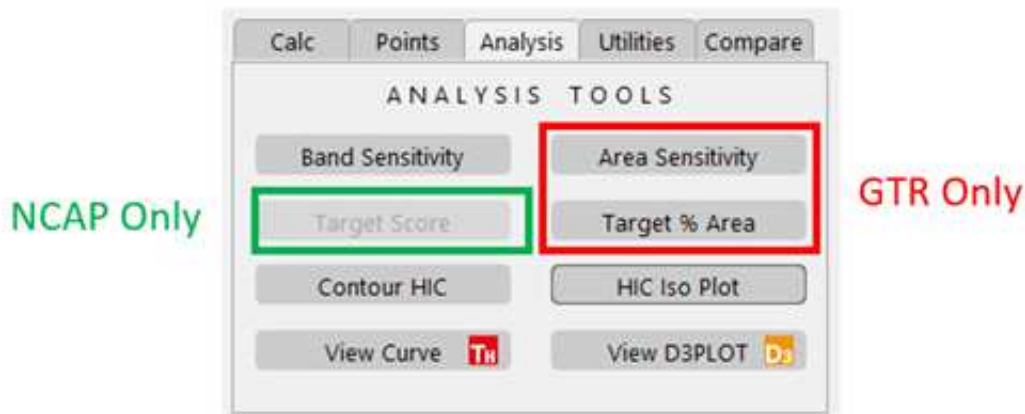 Calc Points Analysis Utilities Compare
ANALYSIS TOOLS
Band Sensitivity Area Sensitivity
NCAP Only
GTR Only
Target Score Target % Area
Contour HIC HIC Iso Plot
View Curve TH View D3PLOT D3